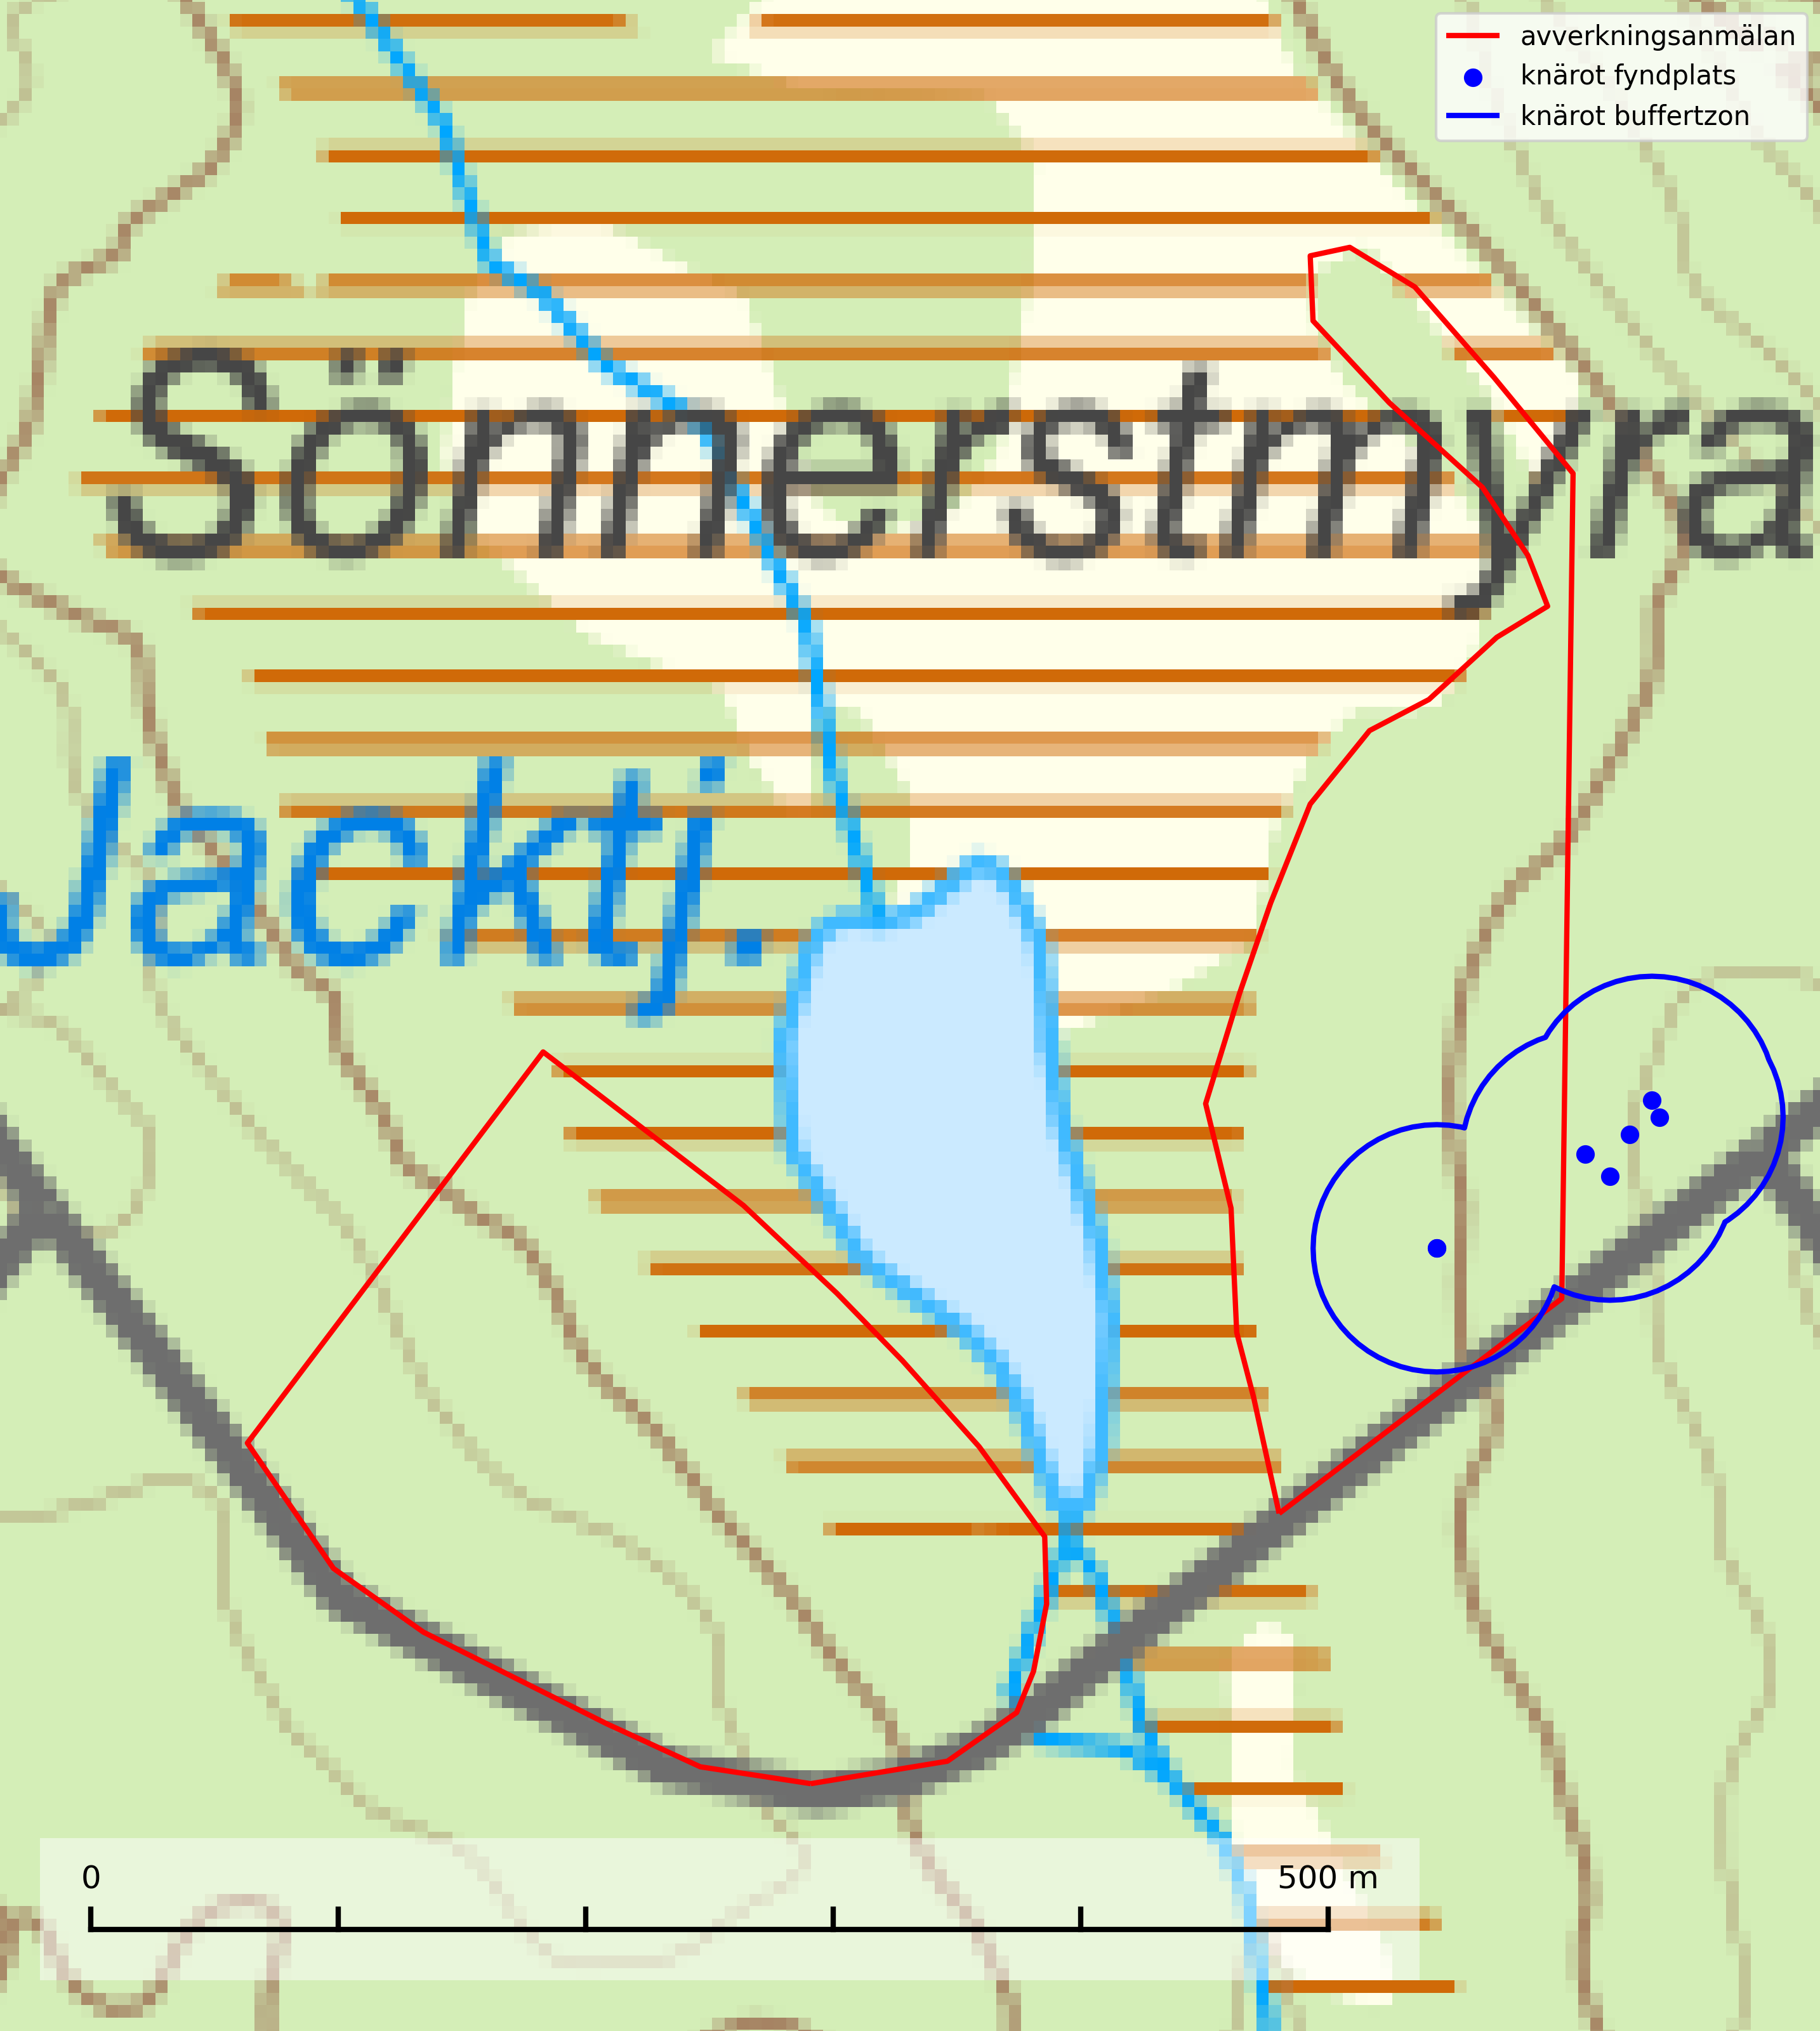 avverkningsanmälan
knärot fyndplats
knärot buffertzon
Sönnerstmyra
Jacktj.
0 500 m